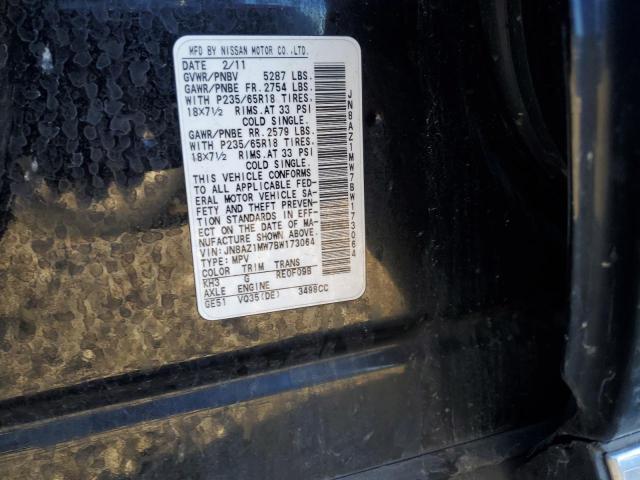 MFD BY NISSAN MOTOR CO.,LTD.
DATE 2/11
GVWR/PNBV 5287 LBS.
GAWR/PNBE FR. 2754 LBS.
WITH P235/65R18 TIRES.
18X7½ RIMS.AT 33 PSI
COLD SINGLE.
GAWR/PNBE RR. 2579 LBS.
WITH P235/65R18 TIRES.
18X7½ RIMS.AT 33 PSI
COLD SINGLE.
THIS VEHICLE CONFORMS
TO ALL APPLICABLE FED-
ERAL MOTOR VEHICLE SA-
FETY AND THEFT PREVEN-
TION STANDARDS IN EFF-
ECT ON THE DATE OF MA-
NUFACTURE SHOWN ABOVE.
VIN: JN8AZ1MW7BW173064
TYPE: MPV
COLOR TRIM TRANS
KH3 G RE0F09B
AXLE ENGINE
GE51 VQ35(DE) 3498CC
JN8AZ1MW7BW173064